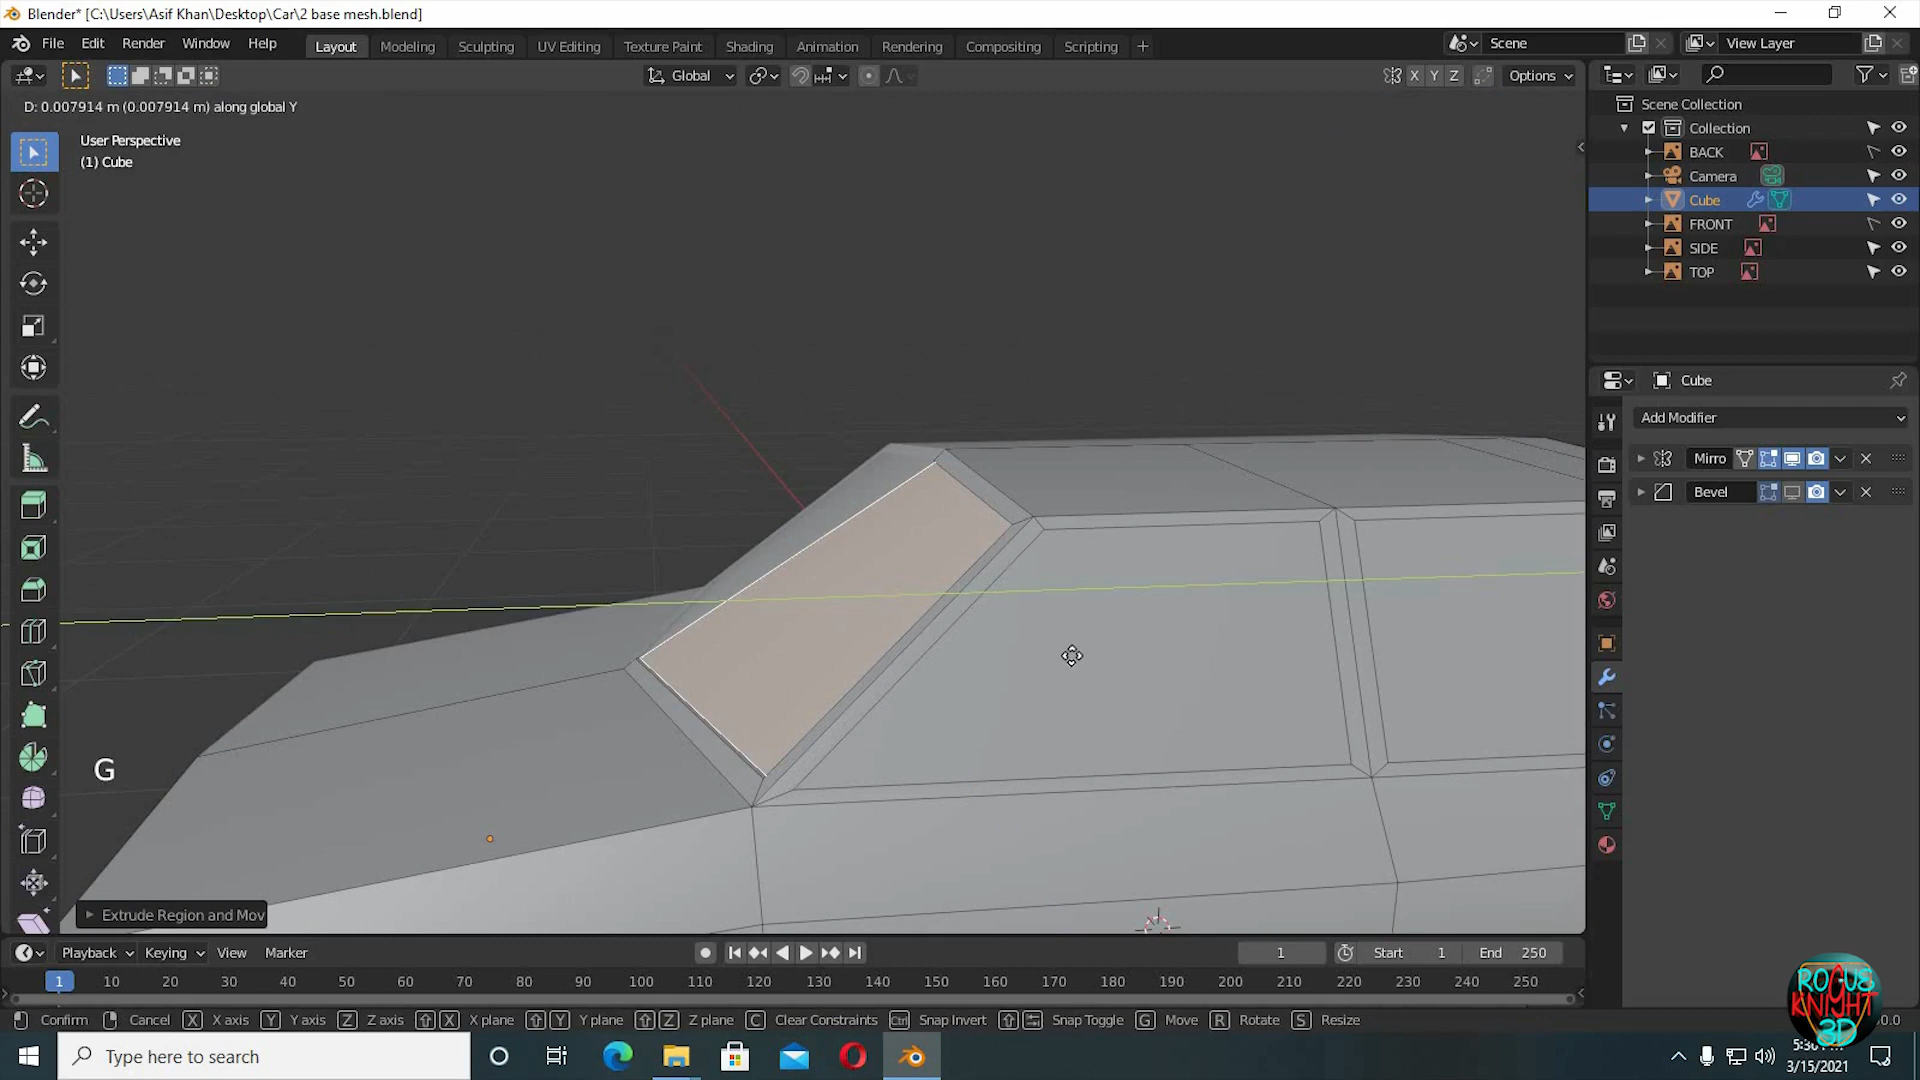 Blender* [C:\Users\Asif Khan\Desktop\Car\2 base mesh.blend]
File Edit Render Window Help
Layout Modeling Sculpting UV Editing Texture Paint Shading Animation Rendering Compositing Scripting
Scene
View Layer
Global
X Y Z
Options
D: 0.007914 m (0.007914 m) along global Y
User Perspective
(1) Cube
Scene Collection
Collection
BACK
Camera
Cube
FRONT
SIDE
TOP
Cube
Add Modifier
Mirro
Bevel
G
Extrude Region and Mov
Playback Keying View Marker
1
Start 1
End 250
1 10 20 30 40 50 60 70 80 90 100 110 120 130 140 150 160 170 180 190 200 210 220 230 240 250
Confirm Cancel X X axis Y Y axis Z Z axis X X plane Y Y plane Z Z plane C Clear Constraints Ctrl Snap Invert Snap Toggle G Move R Rotate S Resize
ROGUE
KNIGHT
3D
Type here to search
3/15/2021